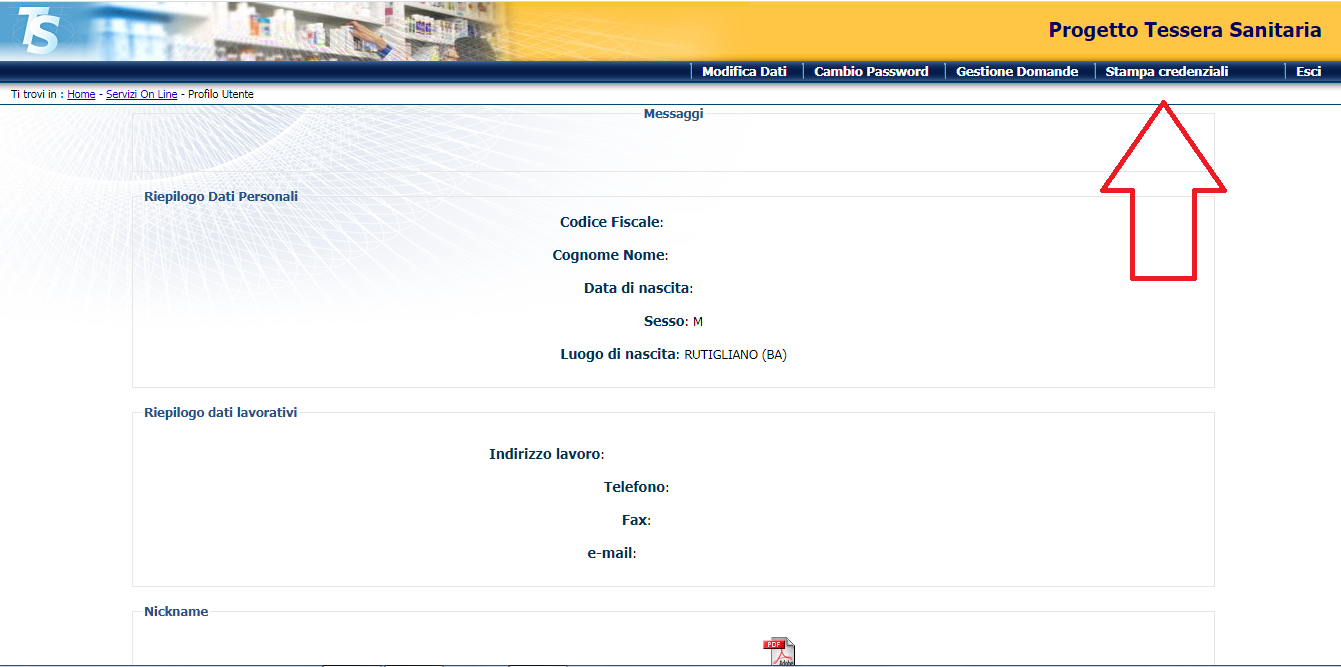 TS
Progetto Tessera Sanitaria
Modifica Dati Cambio Password Gestione Domande Stampa credenziali Esci
Ti trovi in : Home - Servizi On Line - Profilo Utente
Messaggi
Riepilogo Dati Personali
Codice Fiscale:
Cognome Nome:
Data di nascita:
Sesso: M
Luogo di nascita: RUTIGLIANO (BA)
Riepilogo dati lavorativi
Indirizzo lavoro:
Telefono:
Fax:
e-mail:
Nickname
PDF
Adobe